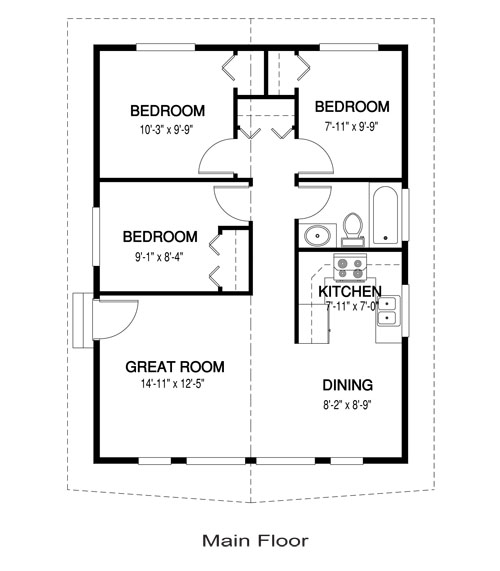 BEDROOM
10'-3" x 9'-9"
BEDROOM
7'-11" x 9'-9"
BEDROOM
9'-1" x 8'-4"
KITCHEN
7'-11" x 7'-0"
GREAT ROOM
14'-11" x 12'-5"
DINING
8'-2" x 8'-9"
Main Floor